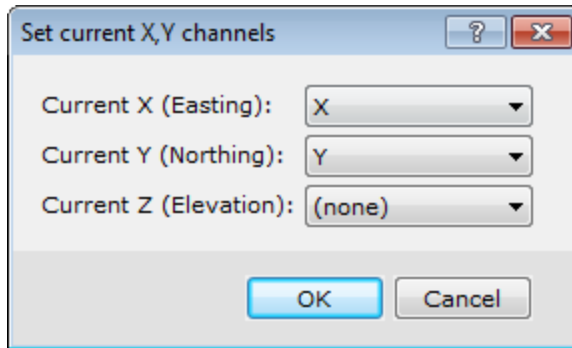 Set current X,Y channels ?
Current X (Easting): X
Current Y (Northing): Y
Current Z (Elevation): (none)
OK Cancel